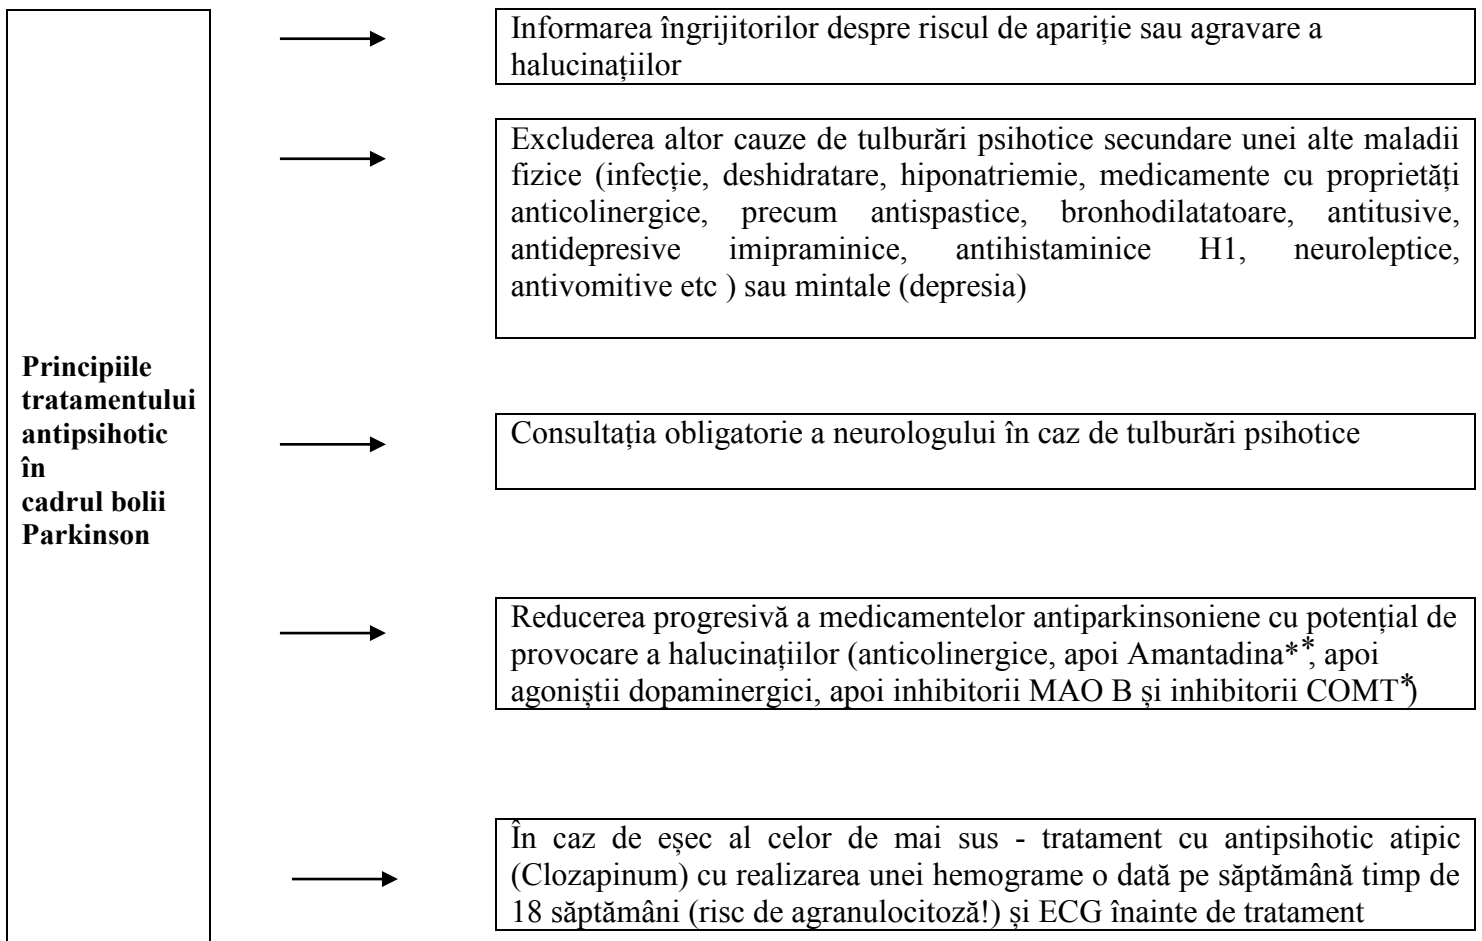 Informarea îngrijitorilor despre riscul de apariție sau agravare a
halucinațiilor
Excluderea altor cauze de tulburări psihotice secundare unei alte maladii
fizice (infecție, deshidratare, hiponatriemie, medicamente cu proprietăți
anticolinergice, precum antispastice, bronhodilatatoare, antitusive,
antidepresive imipraminice, antihistaminice H1, neuroleptice,
antivomitive etc ) sau mintale (depresia)
Principiile
tratamentului
antipsihotic
în
cadrul bolii
Parkinson
Consultația obligatorie a neurologului în caz de tulburări psihotice
Reducerea progresivă a medicamentelor antiparkinsoniene cu potențial de
provocare a halucinațiilor (anticolinergice, apoi Amantadina**, apoi
agoniștii dopaminergici, apoi inhibitorii MAO B și inhibitorii COMT*)
În caz de eșec al celor de mai sus - tratament cu antipsihotic atipic
(Clozapinum) cu realizarea unei hemograme o dată pe săptămână timp de
18 săptămâni (risc de agranulocitoză!) și ECG înainte de tratament